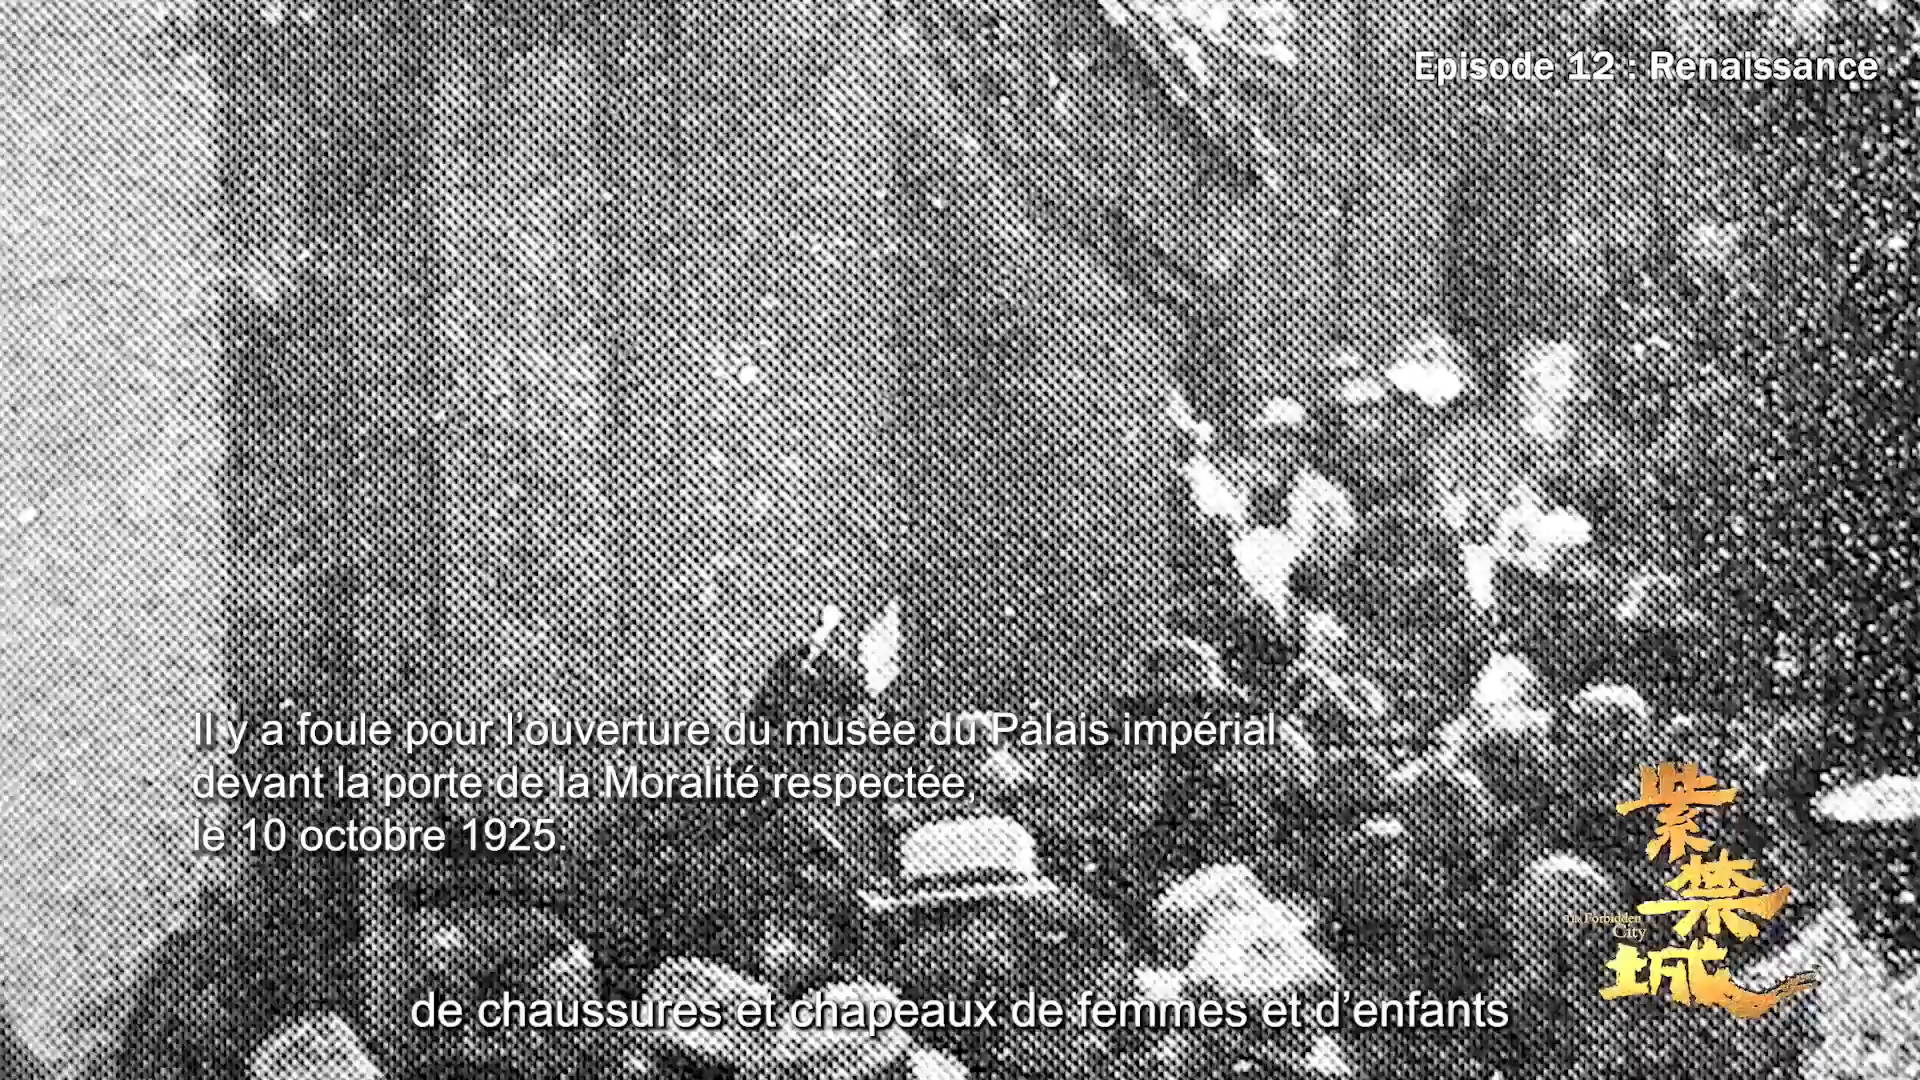 Episode 12 : Renaissance
Il y a foule pour l’ouverture du musée du Palais impérial
devant la porte de la Moralité respectée,
le 10 octobre 1925.
紫禁城
The Forbidden
City
de chaussures et chapeaux de femmes et d’enfants